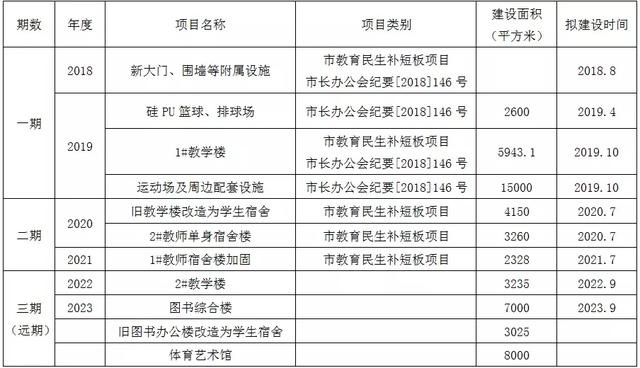 期数 年度 项目名称 项目类别 建设面积（平方米） 拟建设时间
一期 2018 新大门、围墙等附属设施 市教育民生补短板项目 2018.8
市长办公会纪要[2018]146 号
2019 硅 PU 篮球、排球场 市长办公会纪要[2018]146 号 2600 2019.4
1#教学楼 市教育民生补短板项目 5943.1 2019.10
市长办公会纪要[2018]146 号
运动场及周边配套设施 市长办公会纪要[2018]146 号 15000 2019.10
二期 2020 旧教学楼改造为学生宿舍 市教育民生补短板项目 4150 2020.7
2#教师单身宿舍楼 市教育民生补短板项目 3260 2020.7
2021 1#教师宿舍楼加固 市教育民生补短板项目 2328 2021.7
三期（远期） 2022 2#教学楼 3235 2022.9
2023 图书综合楼 7000 2023.9
旧图书办公楼改造为学生宿舍 3025
体育艺术馆 8000